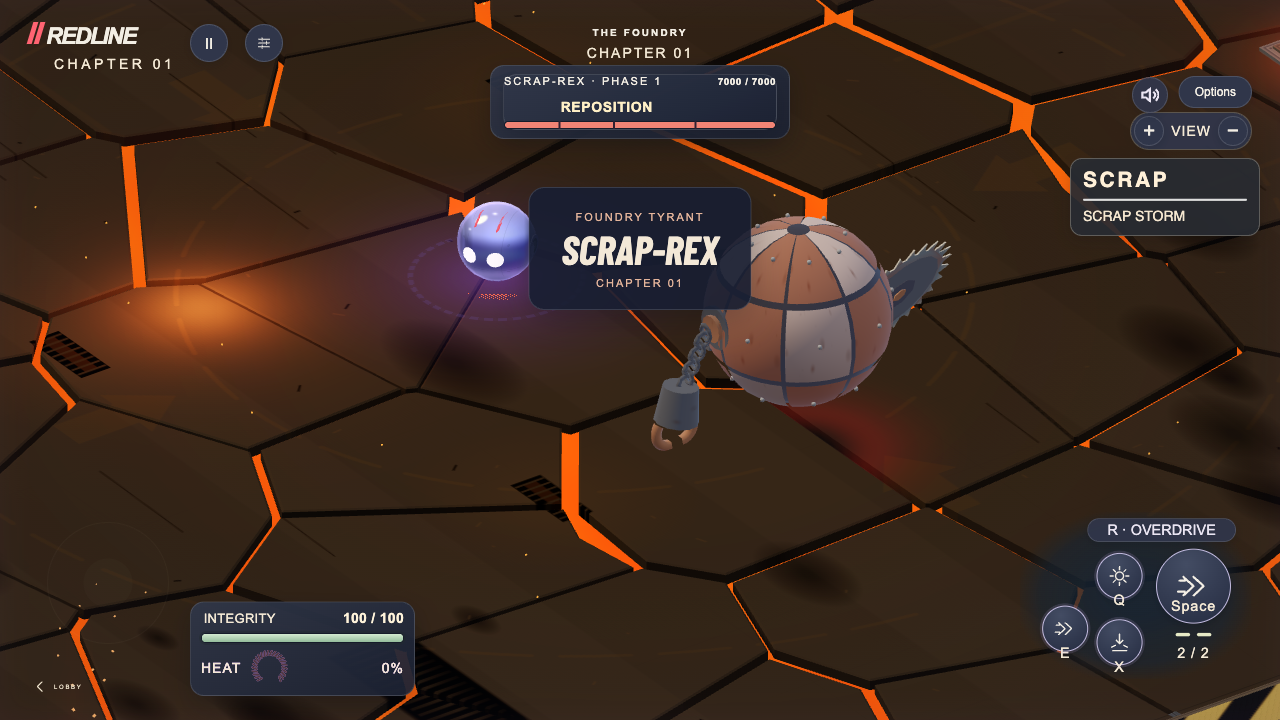 REDLINE
CHAPTER 01
THE FOUNDRY
CHAPTER 01
SCRAP-REX · PHASE 1
7000 / 7000
REPOSITION
Options
+ VIEW −
SCRAP
SCRAP STORM
FOUNDRY TYRANT
SCRAP-REX
CHAPTER 01
R · OVERDRIVE
Q
Space
E
X
2 / 2
INTEGRITY
100 / 100
HEAT
0%
LOBBY